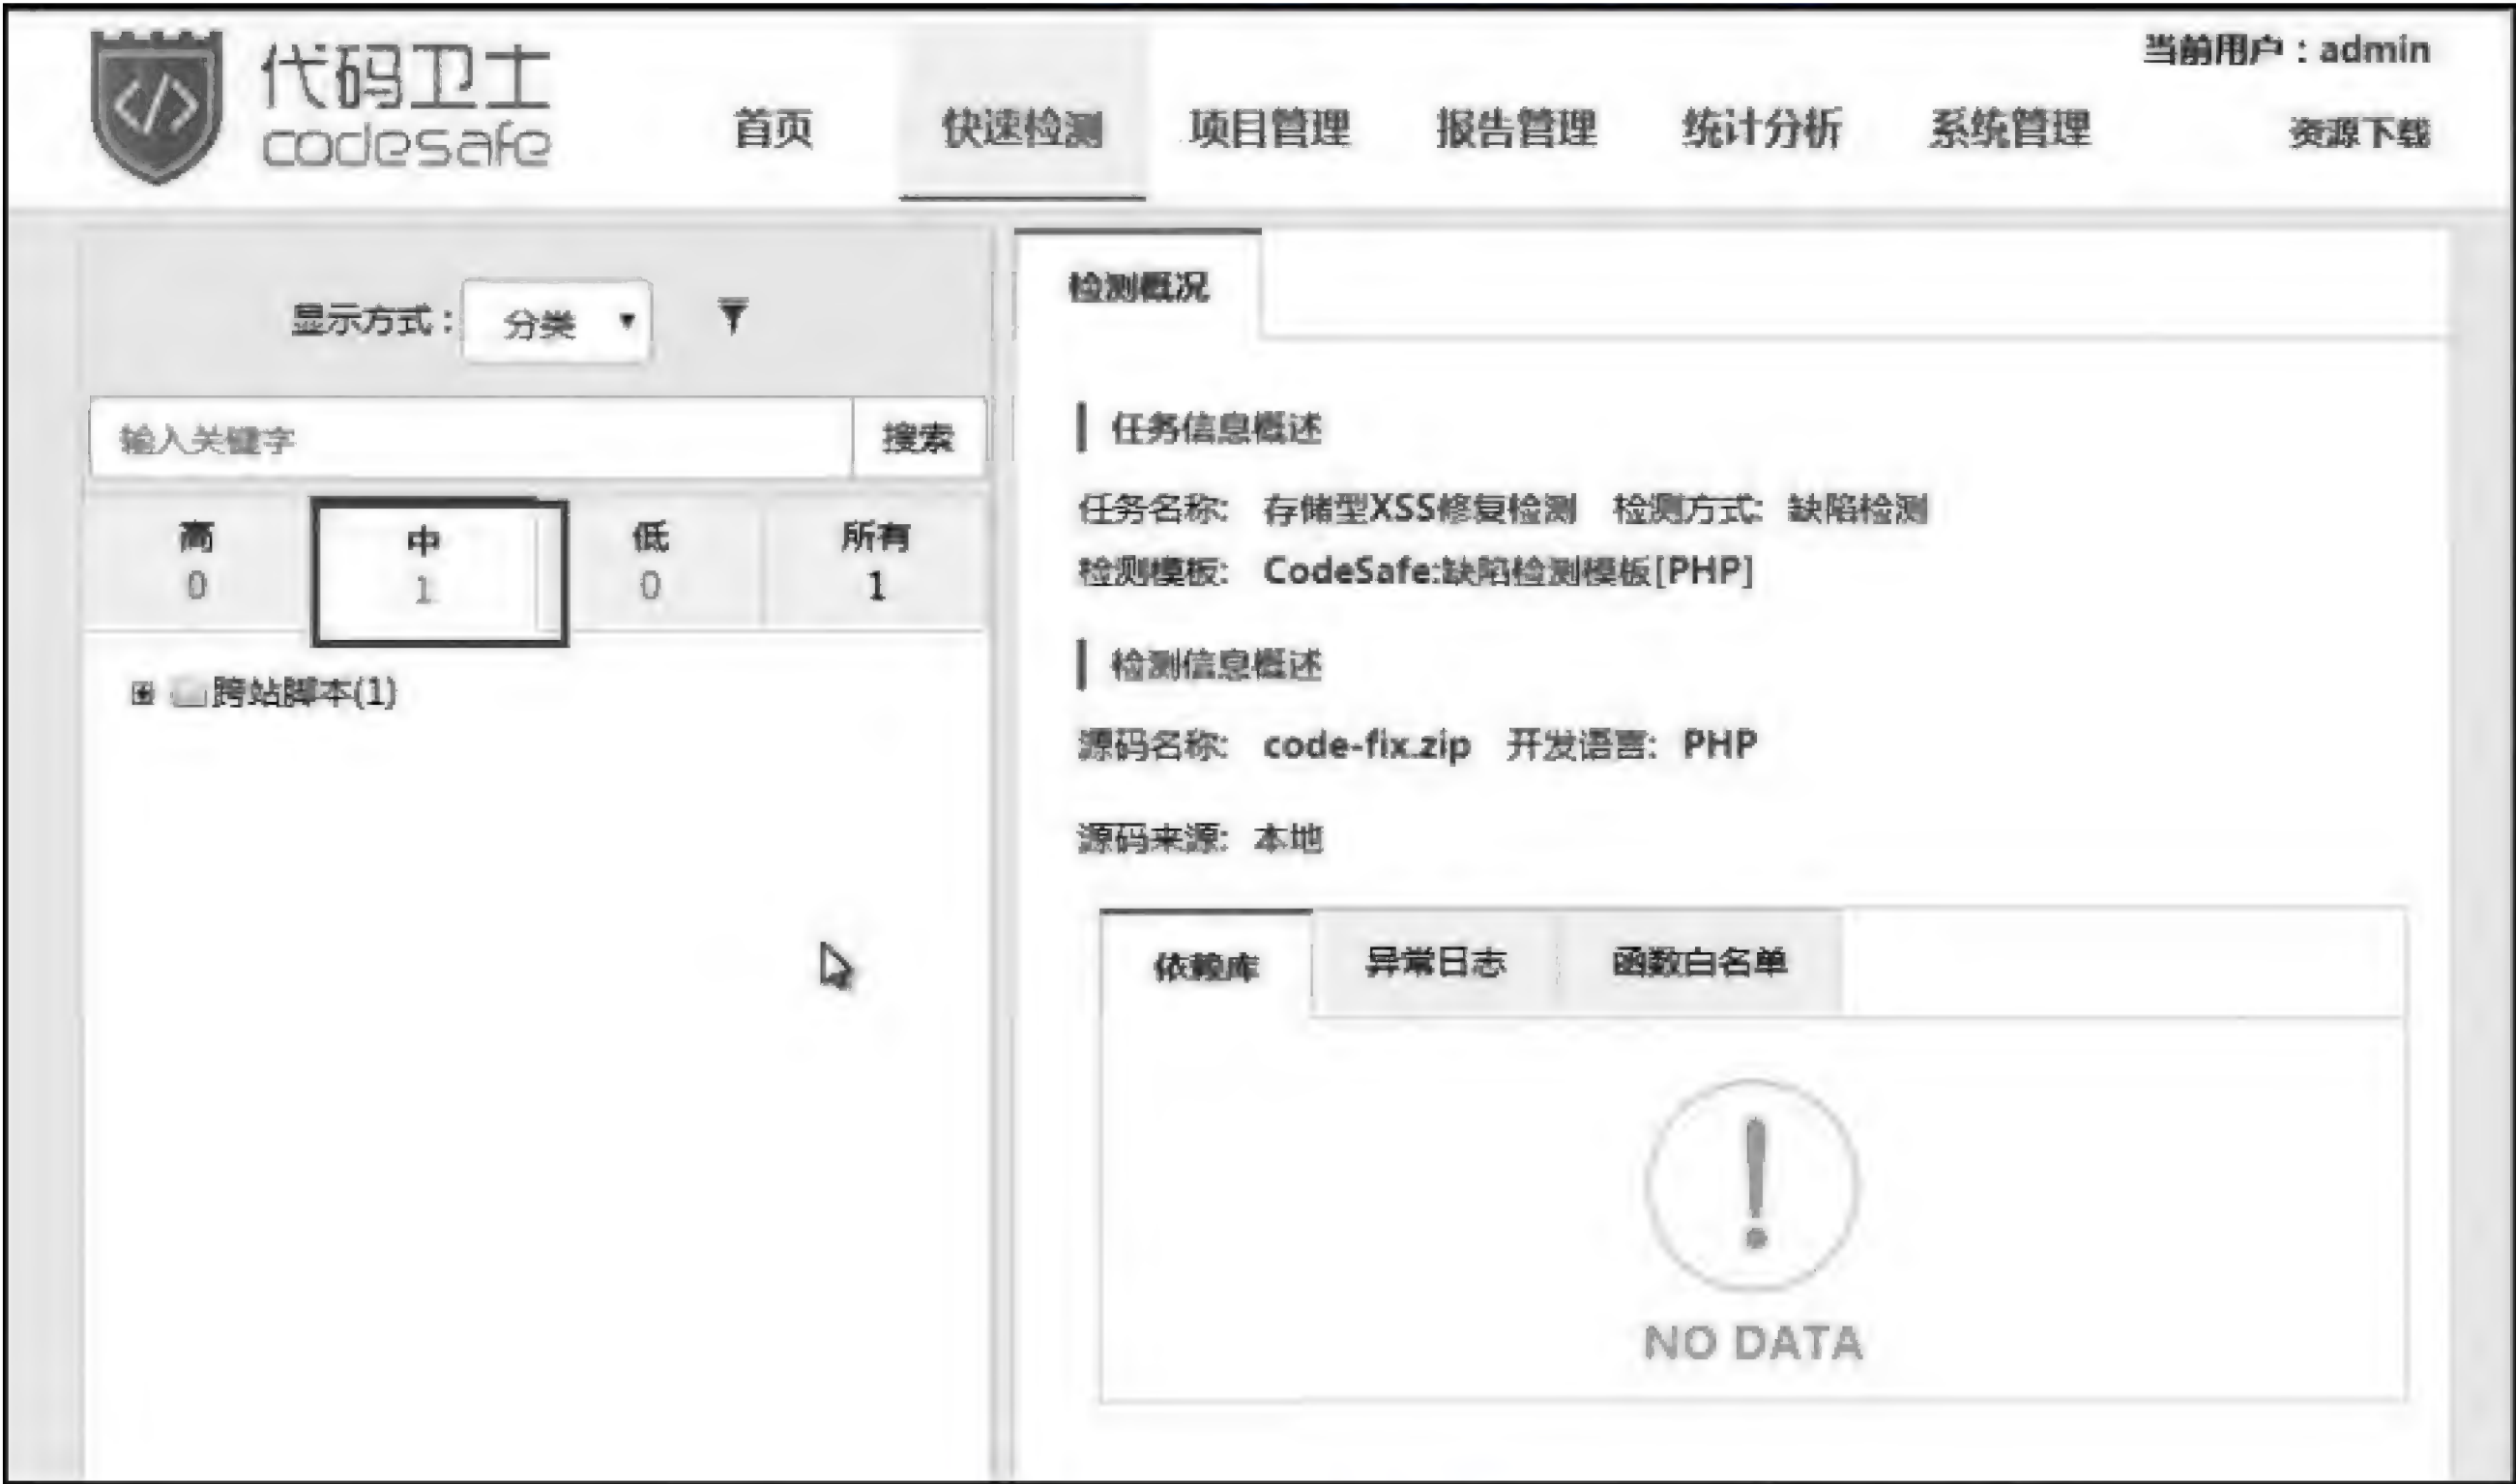 代码卫士
codesafe
当前用户：admin
首页 快速检测 项目管理 报告管理 统计分析 系统管理 资源下载
显示方式： 分类
输入关键字 搜索
高 中 低 所有
0 1 0 1
跨站脚本(1)
检测概况
任务信息概述
任务名称: 存储型XSS修复检测 检测方式: 缺陷检测
检测模板: CodeSafe:缺陷检测模板[PHP]
检测信息概述
源码名称: code-fix.zip 开发语言: PHP
源码来源: 本地
依赖库 异常日志 函数白名单
NO DATA